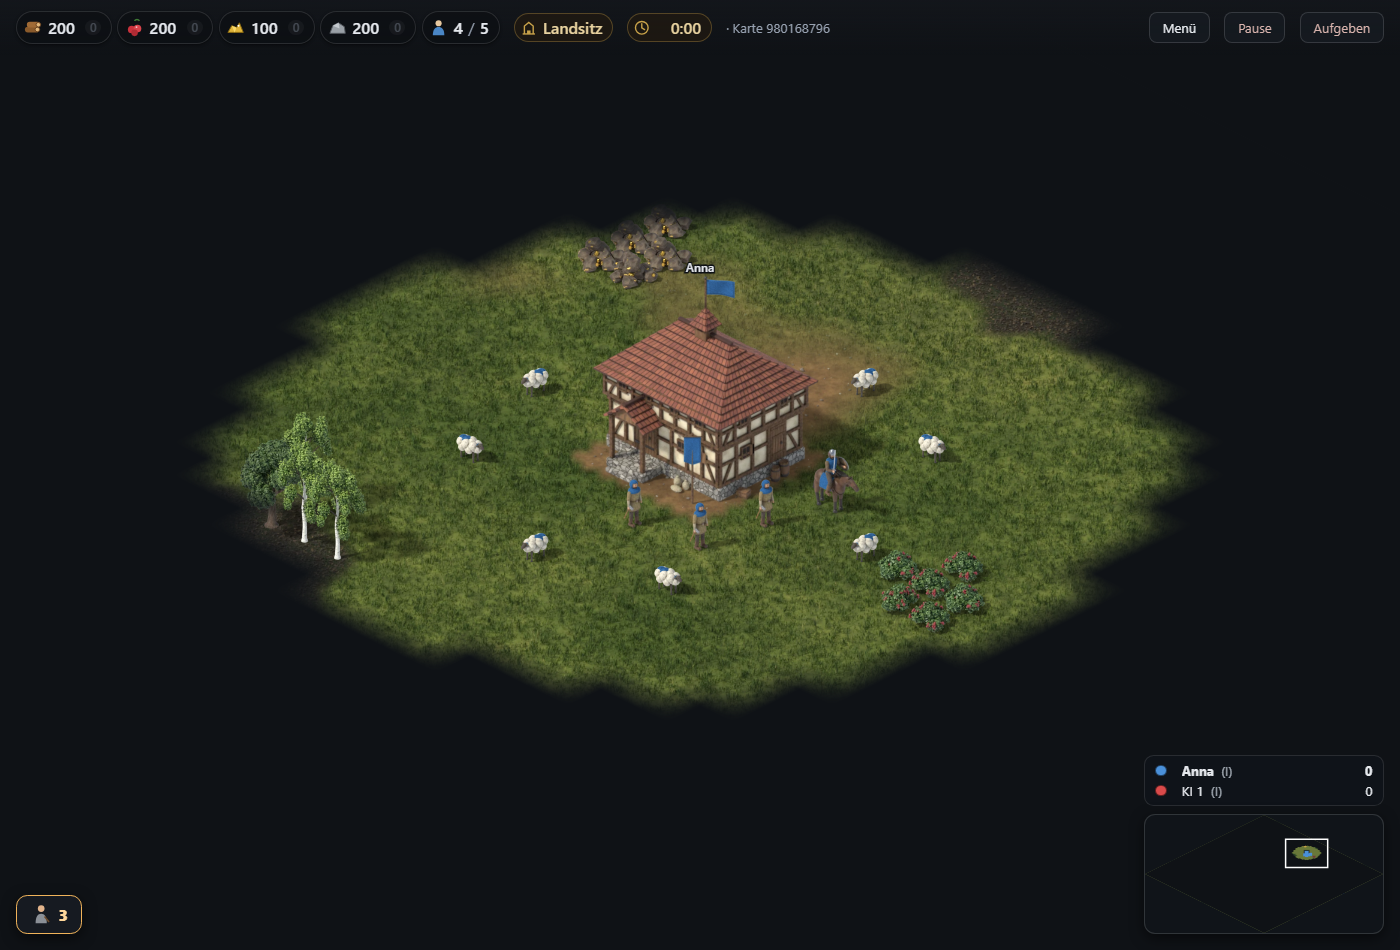 200 0 200 0 100 0 200 0 4 / 5 Landsitz 0:00 · Karte 980168796 Menü Pause Aufgeben
Anna
Anna (I) 0
KI 1 (I) 0
3